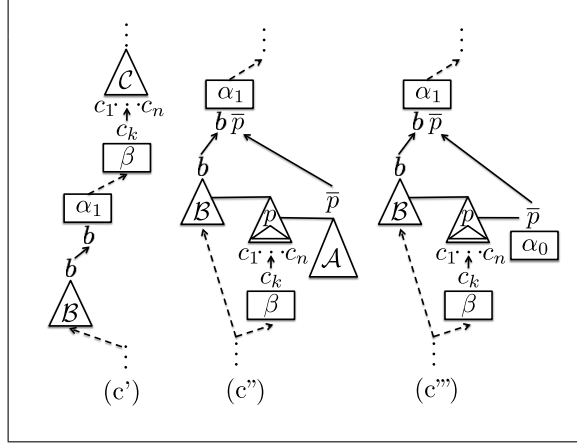 𝒞
c₁· · ·cₙ
cₖ
β
α₁
b
b
ℬ
(c')
α₁
b p̅
b
p̅
ℬ
p
𝒜
c₁· · ·cₙ
cₖ
β
(c'')
α₁
b p̅
b
p̅
ℬ
p
α₀
c₁· · ·cₙ
cₖ
β
(c''')